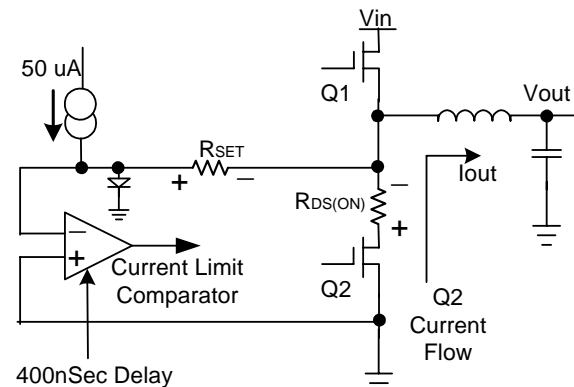 Vin
50 uA
Q1
Vout
RSET
+ −
Iout
−
RDS(ON)
+
−
+
Current Limit
Comparator
Q2
Q2
Current
Flow
400nSec Delay